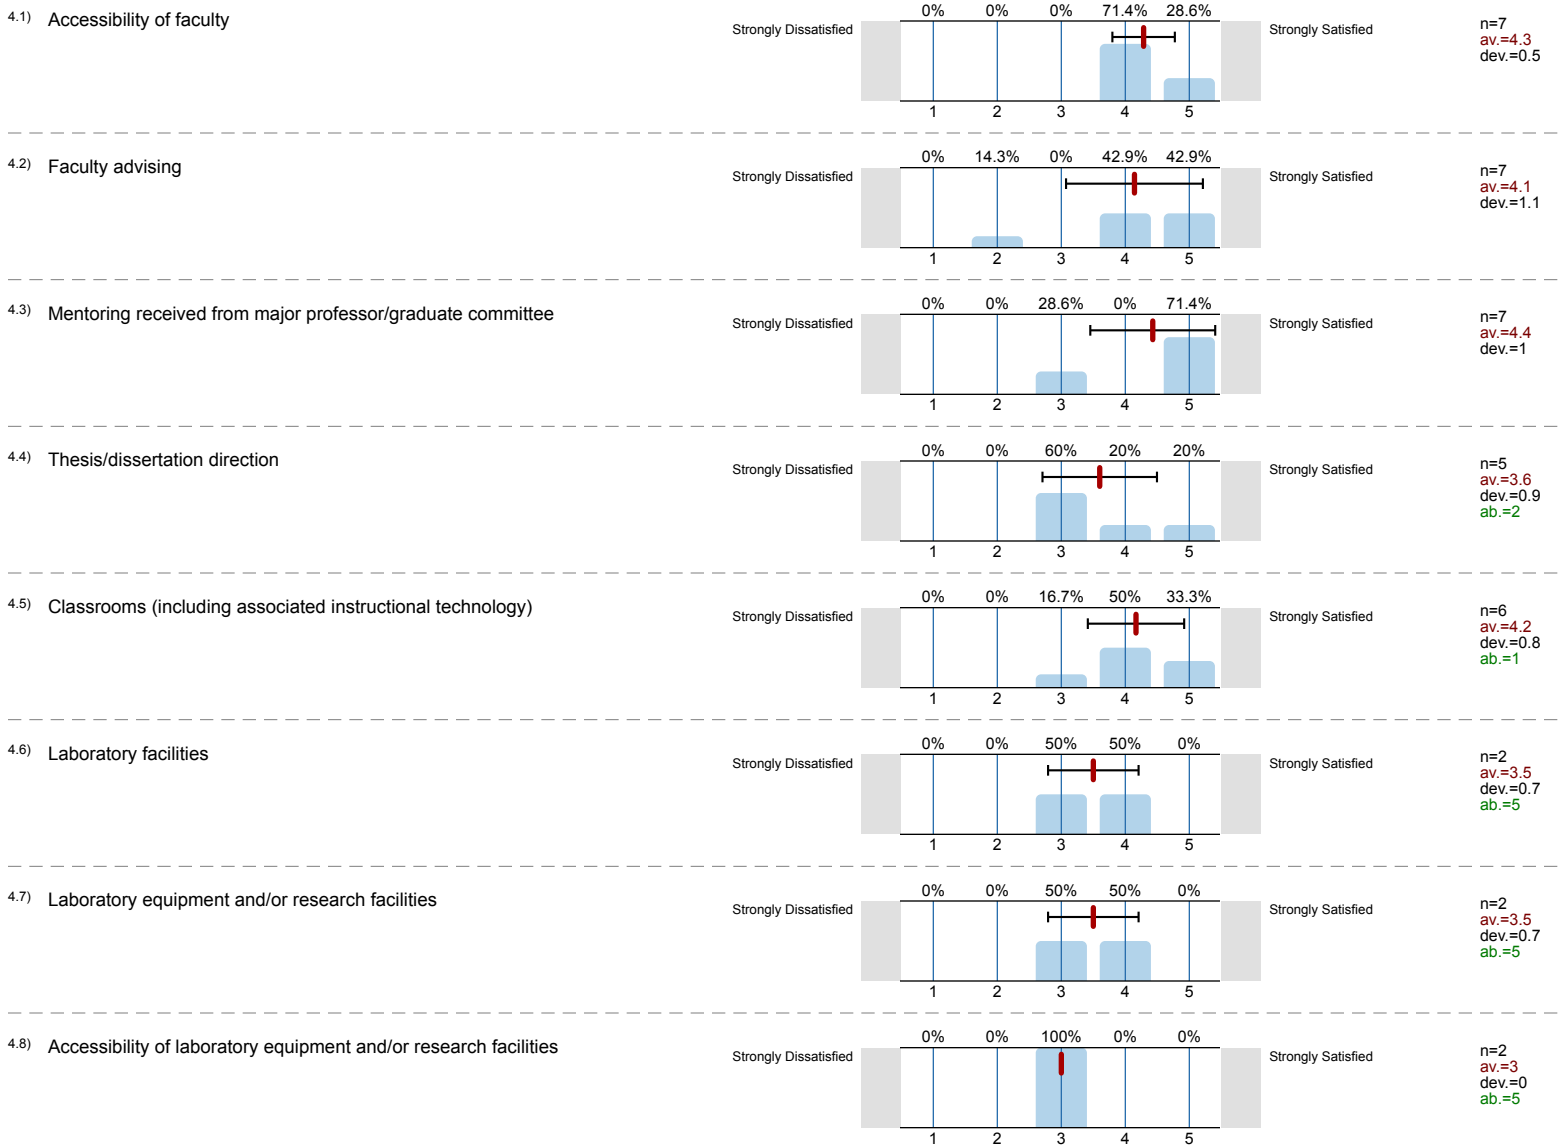 4.1) Accessibility of faculty
Strongly Dissatisfied
0% 0% 0% 71.4% 28.6%
1 2 3 4 5
Strongly Satisfied
n=7
av.=4.3
dev.=0.5
4.2) Faculty advising
Strongly Dissatisfied
0% 14.3% 0% 42.9% 42.9%
1 2 3 4 5
Strongly Satisfied
n=7
av.=4.1
dev.=1.1
4.3) Mentoring received from major professor/graduate committee
Strongly Dissatisfied
0% 0% 28.6% 0% 71.4%
1 2 3 4 5
Strongly Satisfied
n=7
av.=4.4
dev.=1
4.4) Thesis/dissertation direction
Strongly Dissatisfied
0% 0% 60% 20% 20%
1 2 3 4 5
Strongly Satisfied
n=5
av.=3.6
dev.=0.9
ab.=2
4.5) Classrooms (including associated instructional technology)
Strongly Dissatisfied
0% 0% 16.7% 50% 33.3%
1 2 3 4 5
Strongly Satisfied
n=6
av.=4.2
dev.=0.8
ab.=1
4.6) Laboratory facilities
Strongly Dissatisfied
0% 0% 50% 50% 0%
1 2 3 4 5
Strongly Satisfied
n=2
av.=3.5
dev.=0.7
ab.=5
4.7) Laboratory equipment and/or research facilities
Strongly Dissatisfied
0% 0% 50% 50% 0%
1 2 3 4 5
Strongly Satisfied
n=2
av.=3.5
dev.=0.7
ab.=5
4.8) Accessibility of laboratory equipment and/or research facilities
Strongly Dissatisfied
0% 0% 100% 0% 0%
1 2 3 4 5
Strongly Satisfied
n=2
av.=3
dev.=0
ab.=5